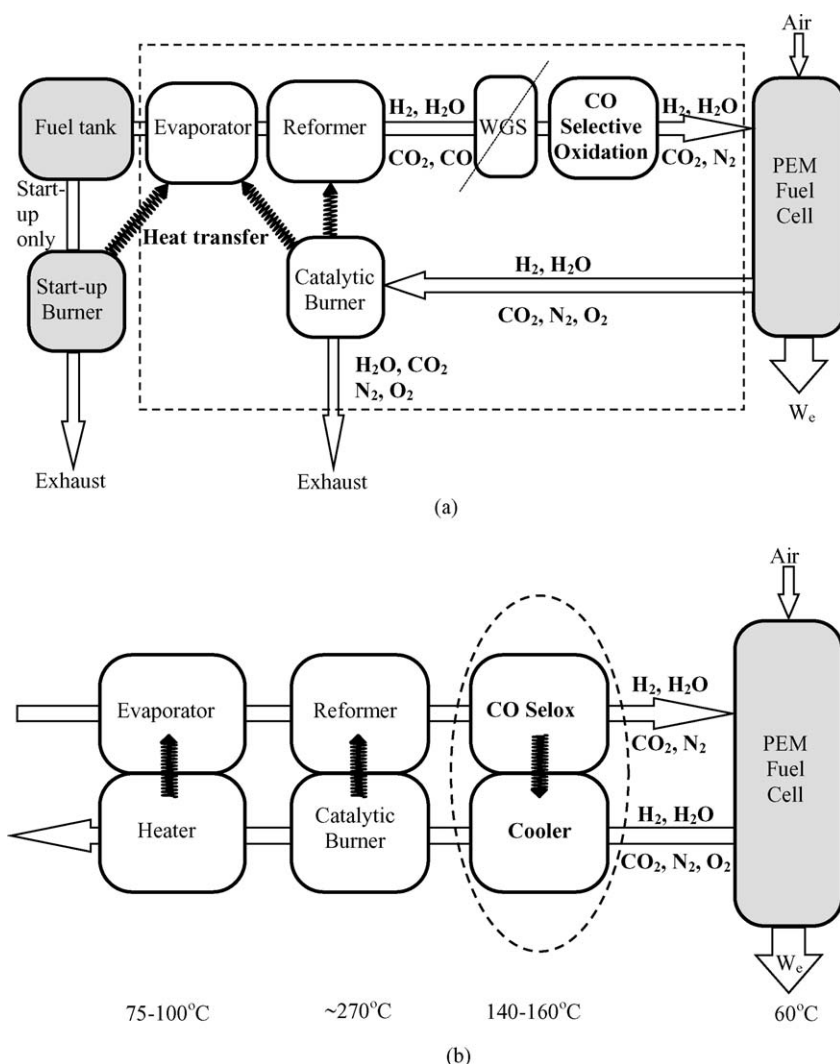 Air
Fuel tank
Evaporator
Reformer
H₂, H₂O
CO₂, CO
WGS
CO
Selective
Oxidation
H₂, H₂O
CO₂, N₂
PEM
Fuel
Cell
Start-
up
only
Heat transfer
Start-up
Burner
Catalytic
Burner
H₂, H₂O
CO₂, N₂, O₂
H₂O, CO₂
N₂, O₂
Wₑ
Exhaust
Exhaust
(a)
Air
Evaporator
Reformer
CO Selox
H₂, H₂O
CO₂, N₂
PEM
Fuel
Cell
Heater
Catalytic
Burner
Cooler
H₂, H₂O
CO₂, N₂, O₂
Wₑ
75-100°C
~270°C
140-160°C
60°C
(b)